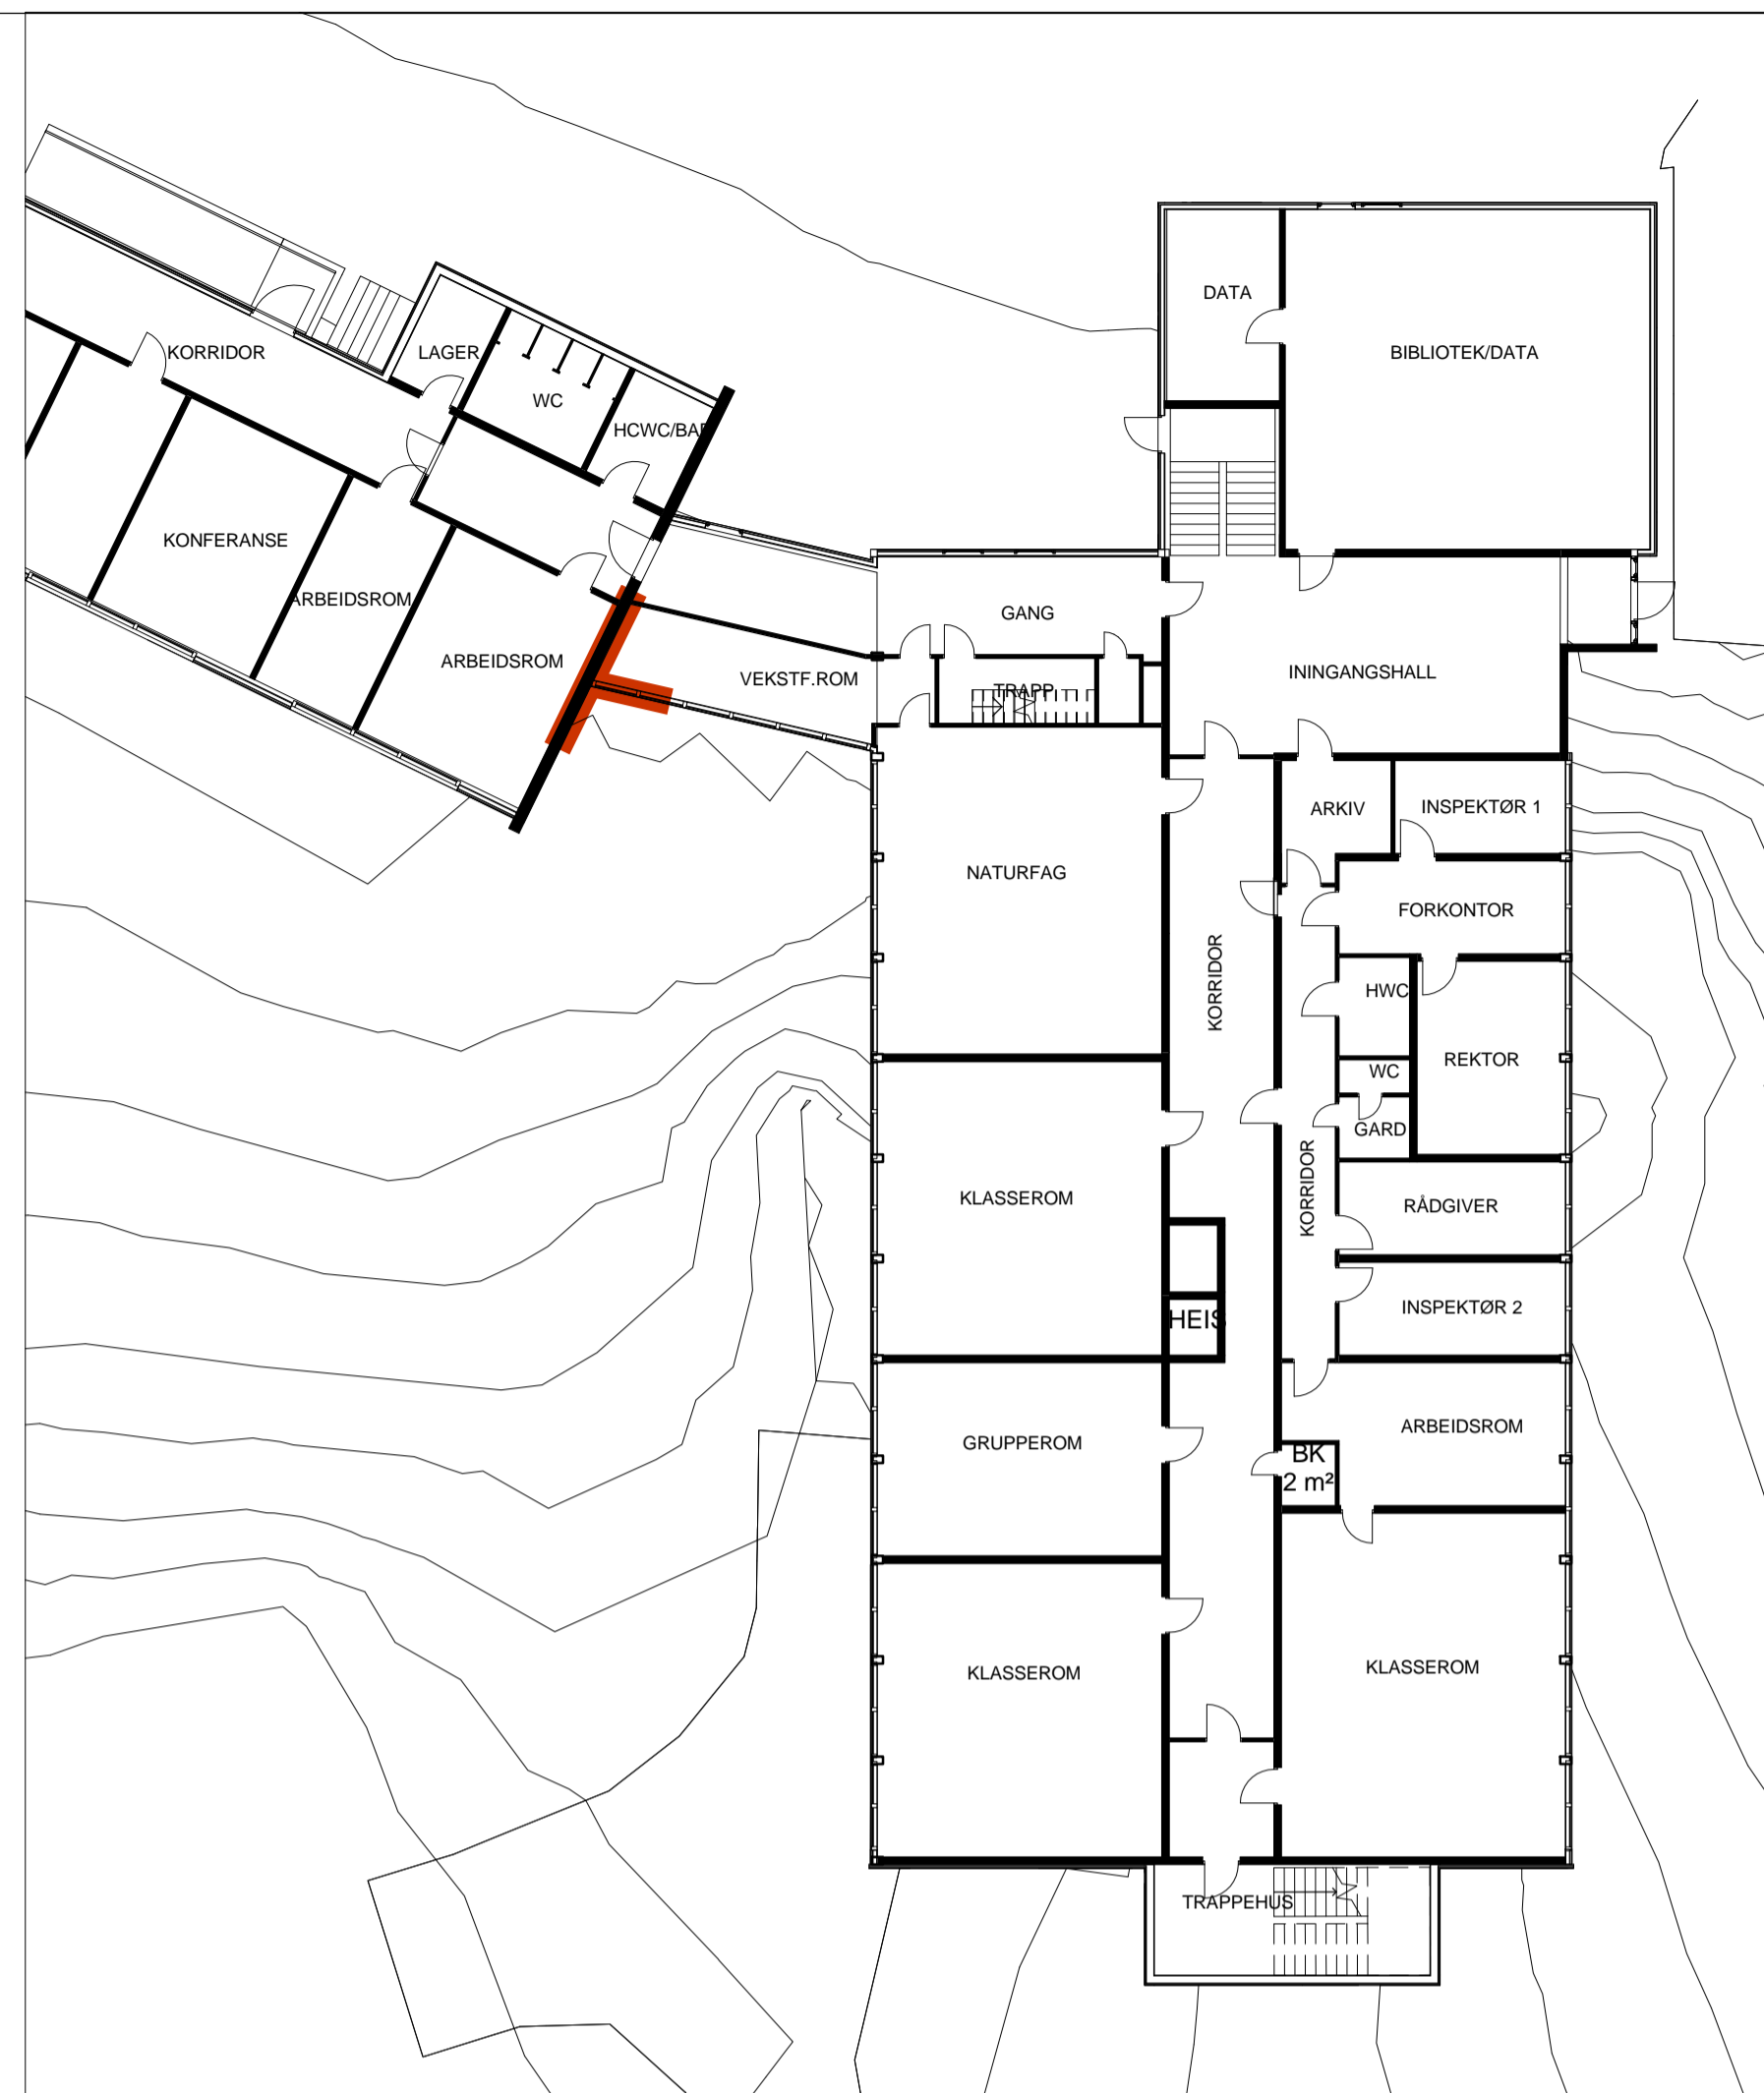 DATA
BIBLIOTEK/DATA
KORRIDOR
LAGER
WC
HCWC/BAD
KONFERANSE
ARBEIDSROM
ARBEIDSROM
VEKSTF.ROM
GANG
TRAPP
ININGANGSHALL
ARKIV
INSPEKTØR 1
NATURFAG
FORKONTOR
KORRIDOR
HWC
REKTOR
WC
GARD
KLASSEROM
KORRIDOR
RÅDGIVER
HEIS
INSPEKTØR 2
GRUPPEROM
ARBEIDSROM
BK
2 m²
KLASSEROM
KLASSEROM
TRAPPEHUS